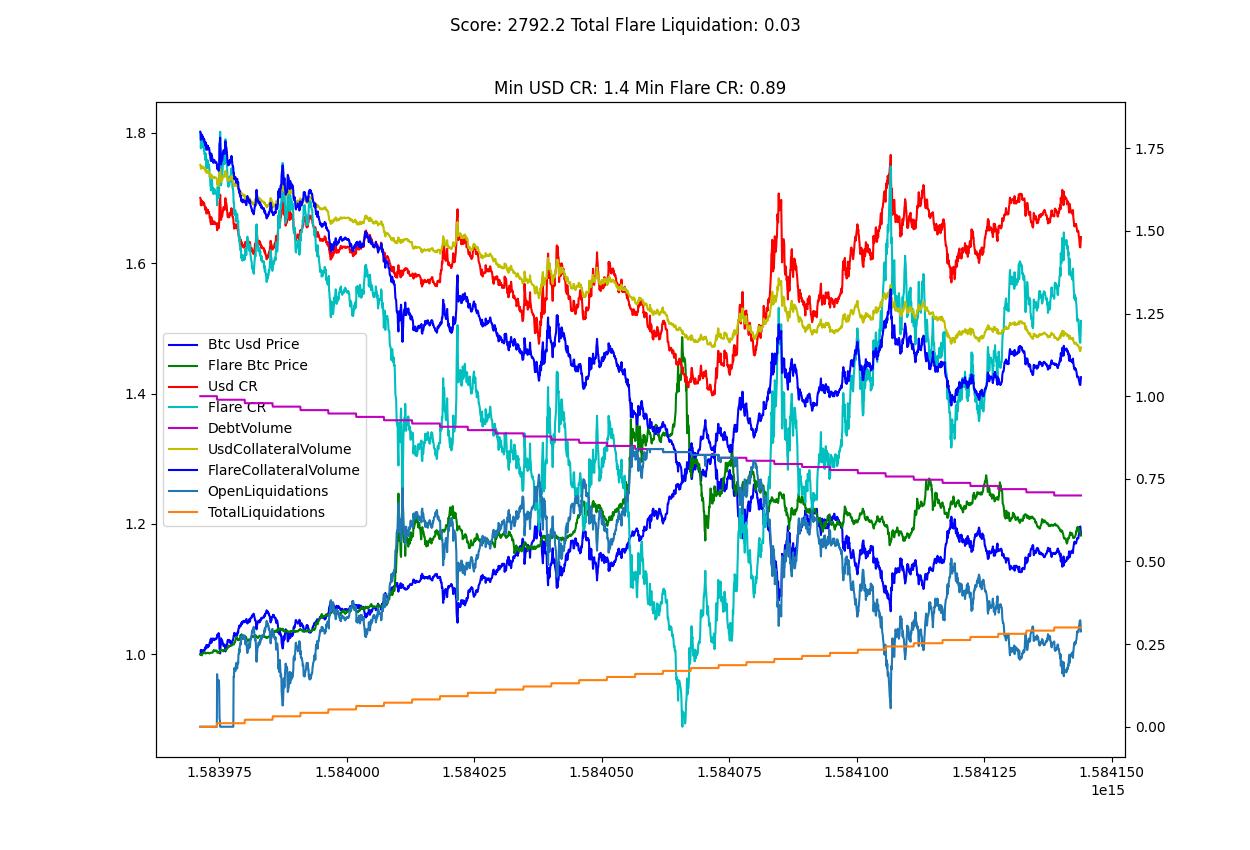 Score: 2792.2 Total Flare Liquidation: 0.03
Min USD CR: 1.4 Min Flare CR: 0.89
1.8
1.6
1.4
1.2
1.0
Btc Usd Price
Flare Btc Price
Usd CR
Flare CR
DebtVolume
UsdCollateralVolume
FlareCollateralVolume
OpenLiquidations
TotalLiquidations
1.75
1.50
1.25
1.00
0.75
0.50
0.25
0.00
1.583975 1.584000 1.584025 1.584050 1.584075 1.584100 1.584125 1.584150
1e15